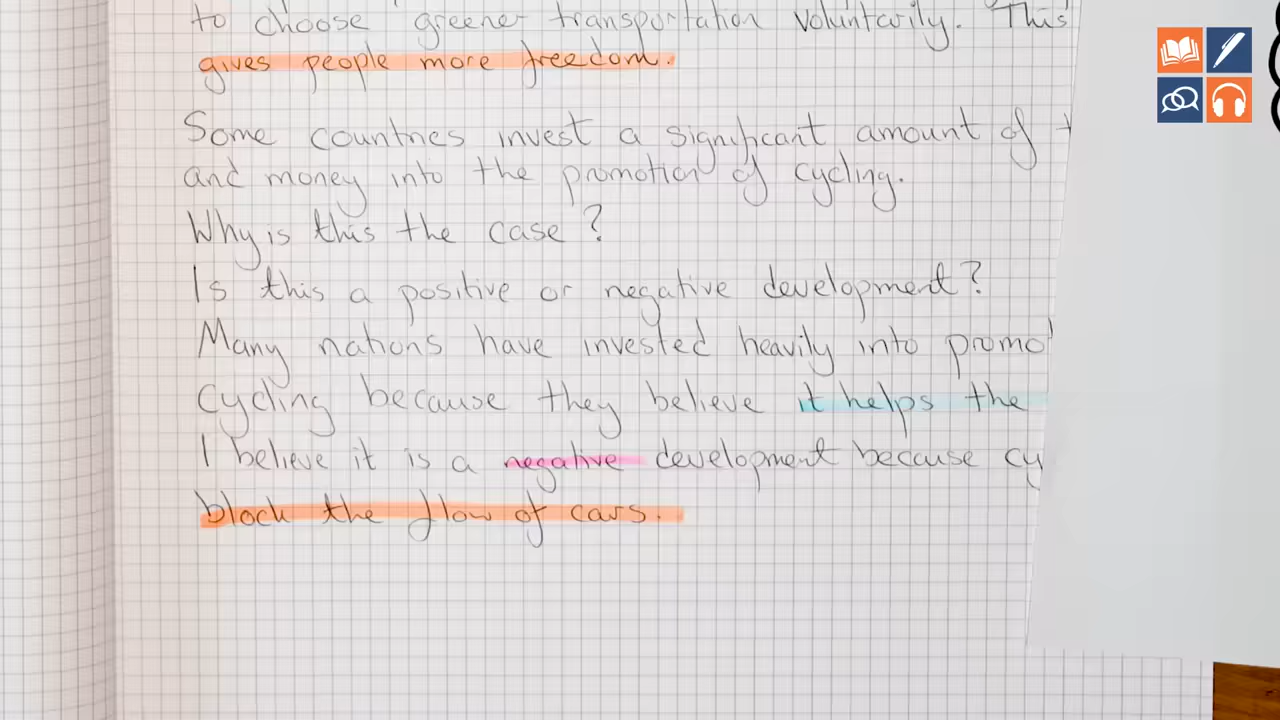 to choose greener transportation voluntarily. This
gives people more freedom.
Some countries invest a significant amount of
and money into the promotion of cycling.
Why is this the case?
Is this a positive or negative development?
Many nations have invested heavily into promo
Cycling because they believe it helps the
I believe it is a negative development because cy
block the flow of cars.